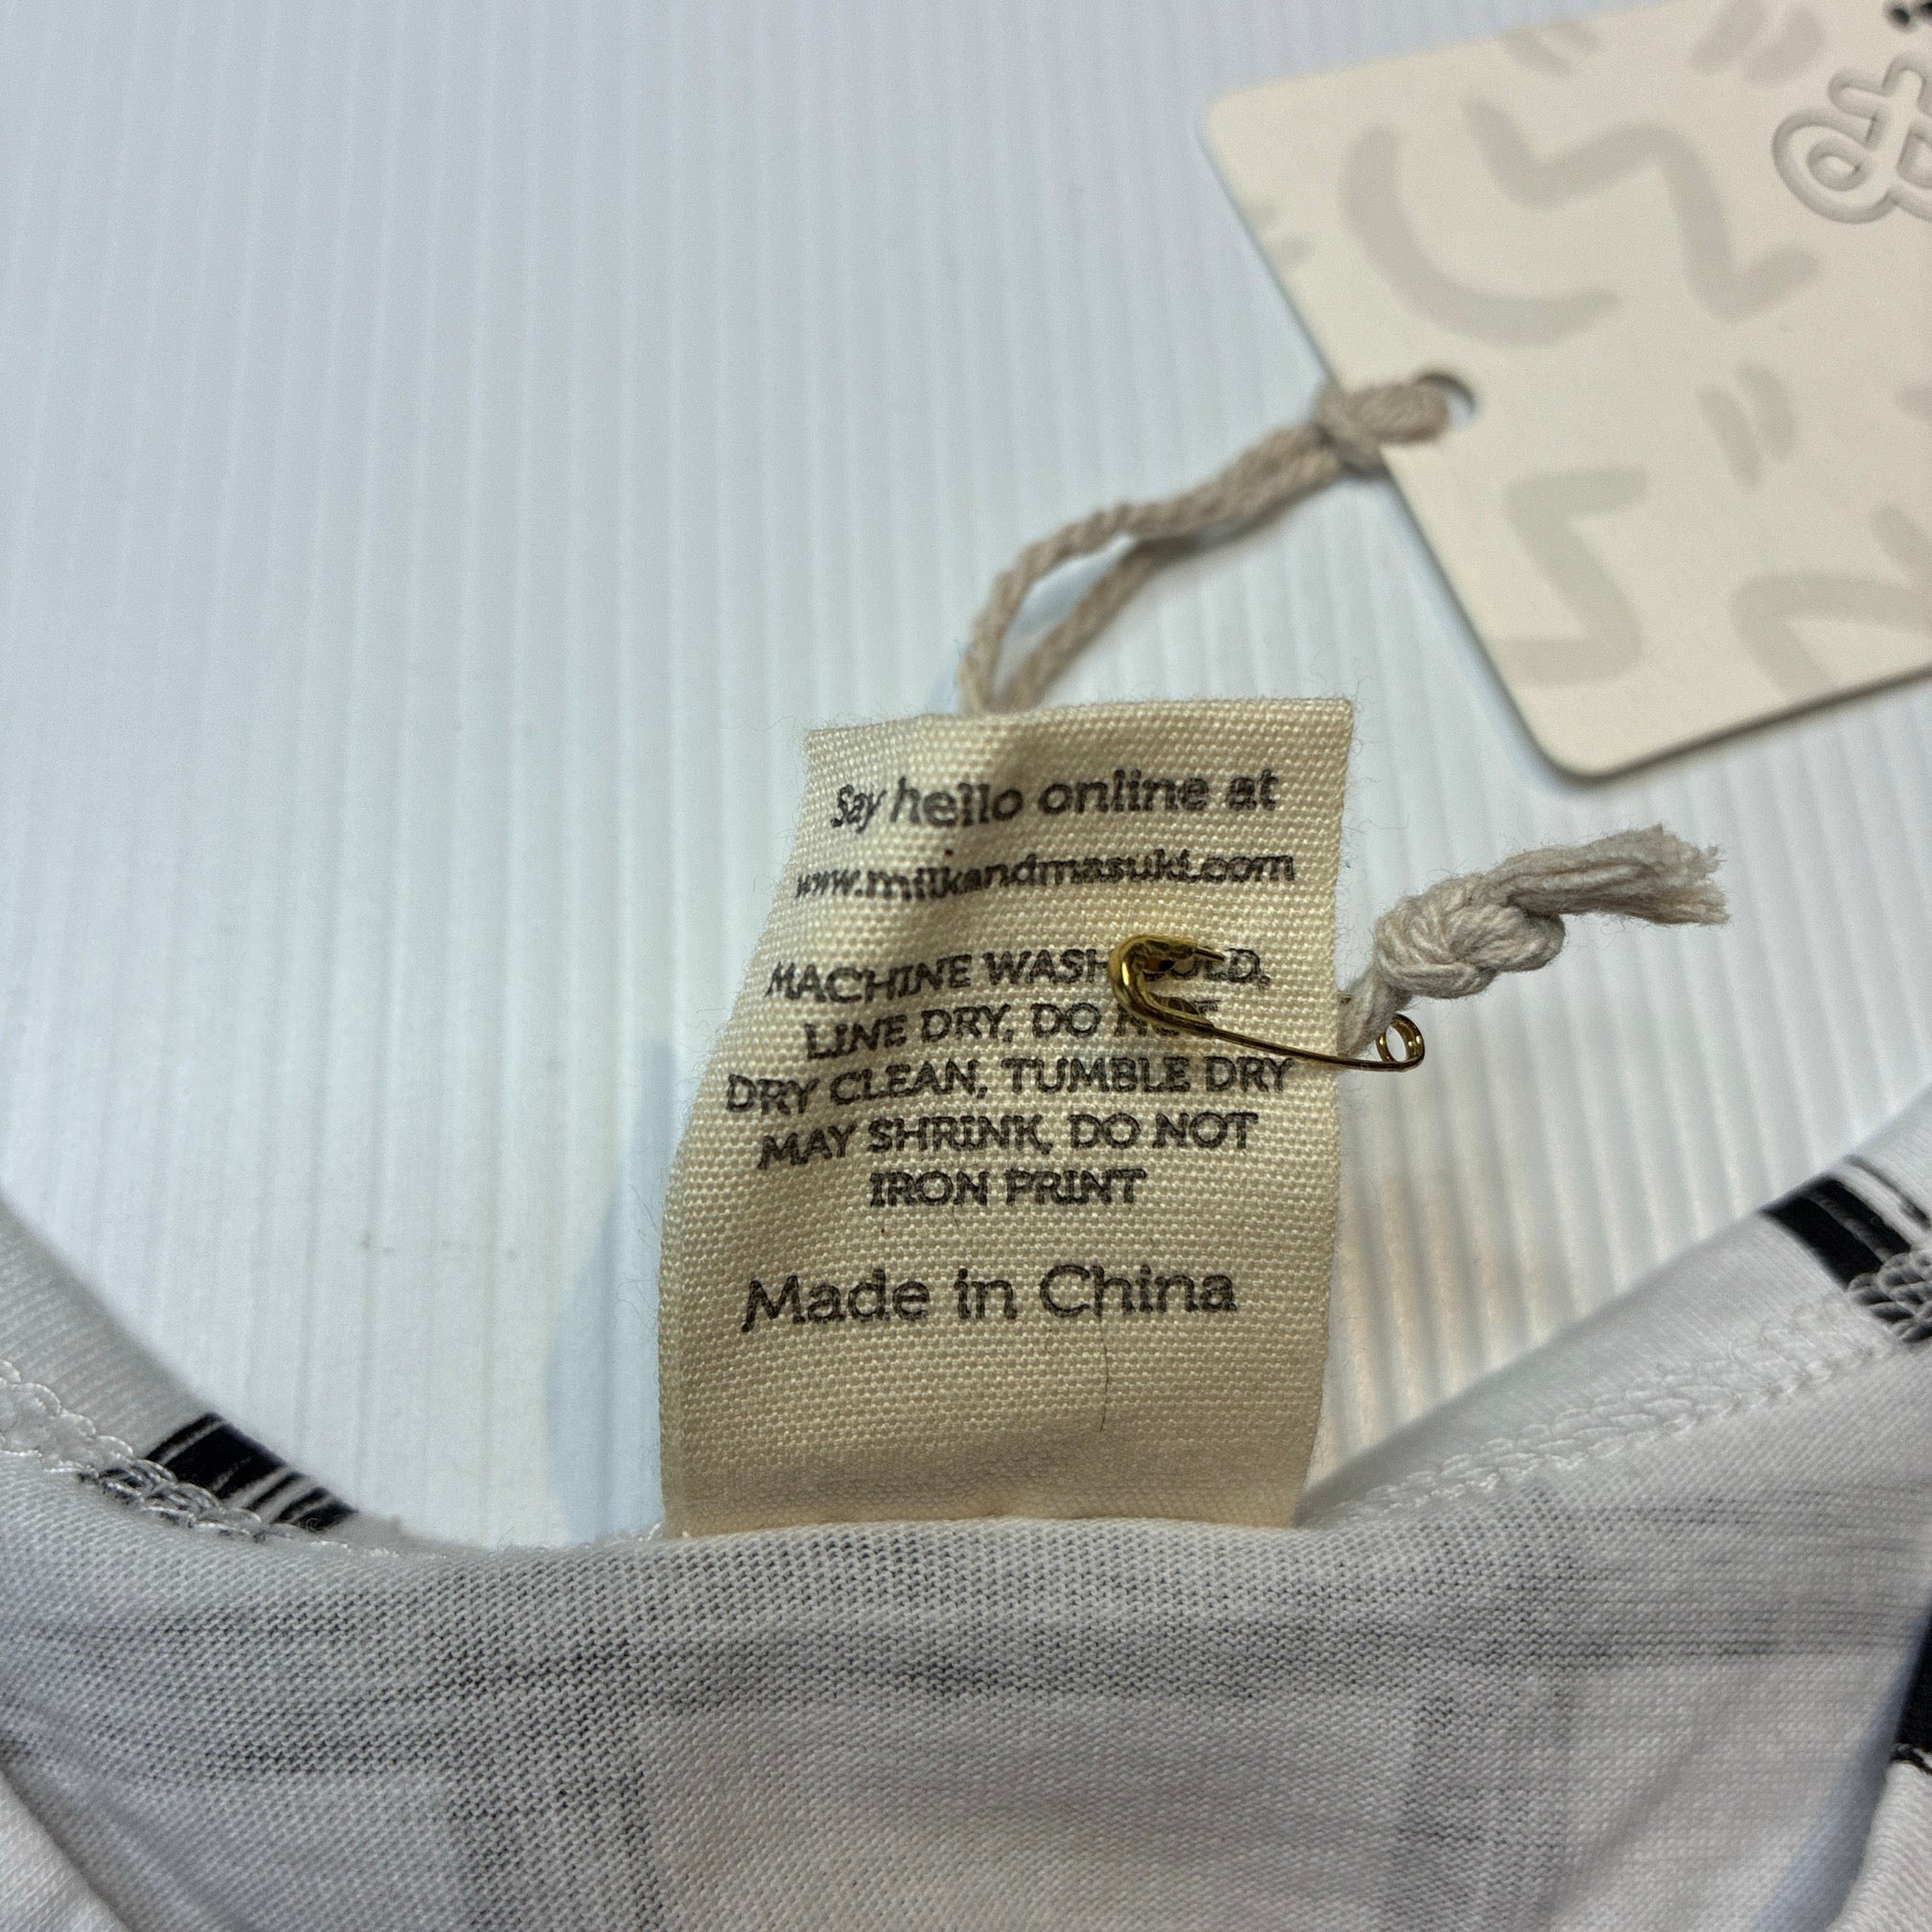 Say hello online at
www.milkandmasuki.com
MACHINE WASH COLD,
LINE DRY, DO NOT
DRY CLEAN, TUMBLE DRY
MAY SHRINK, DO NOT
IRON PRINT
Made in China